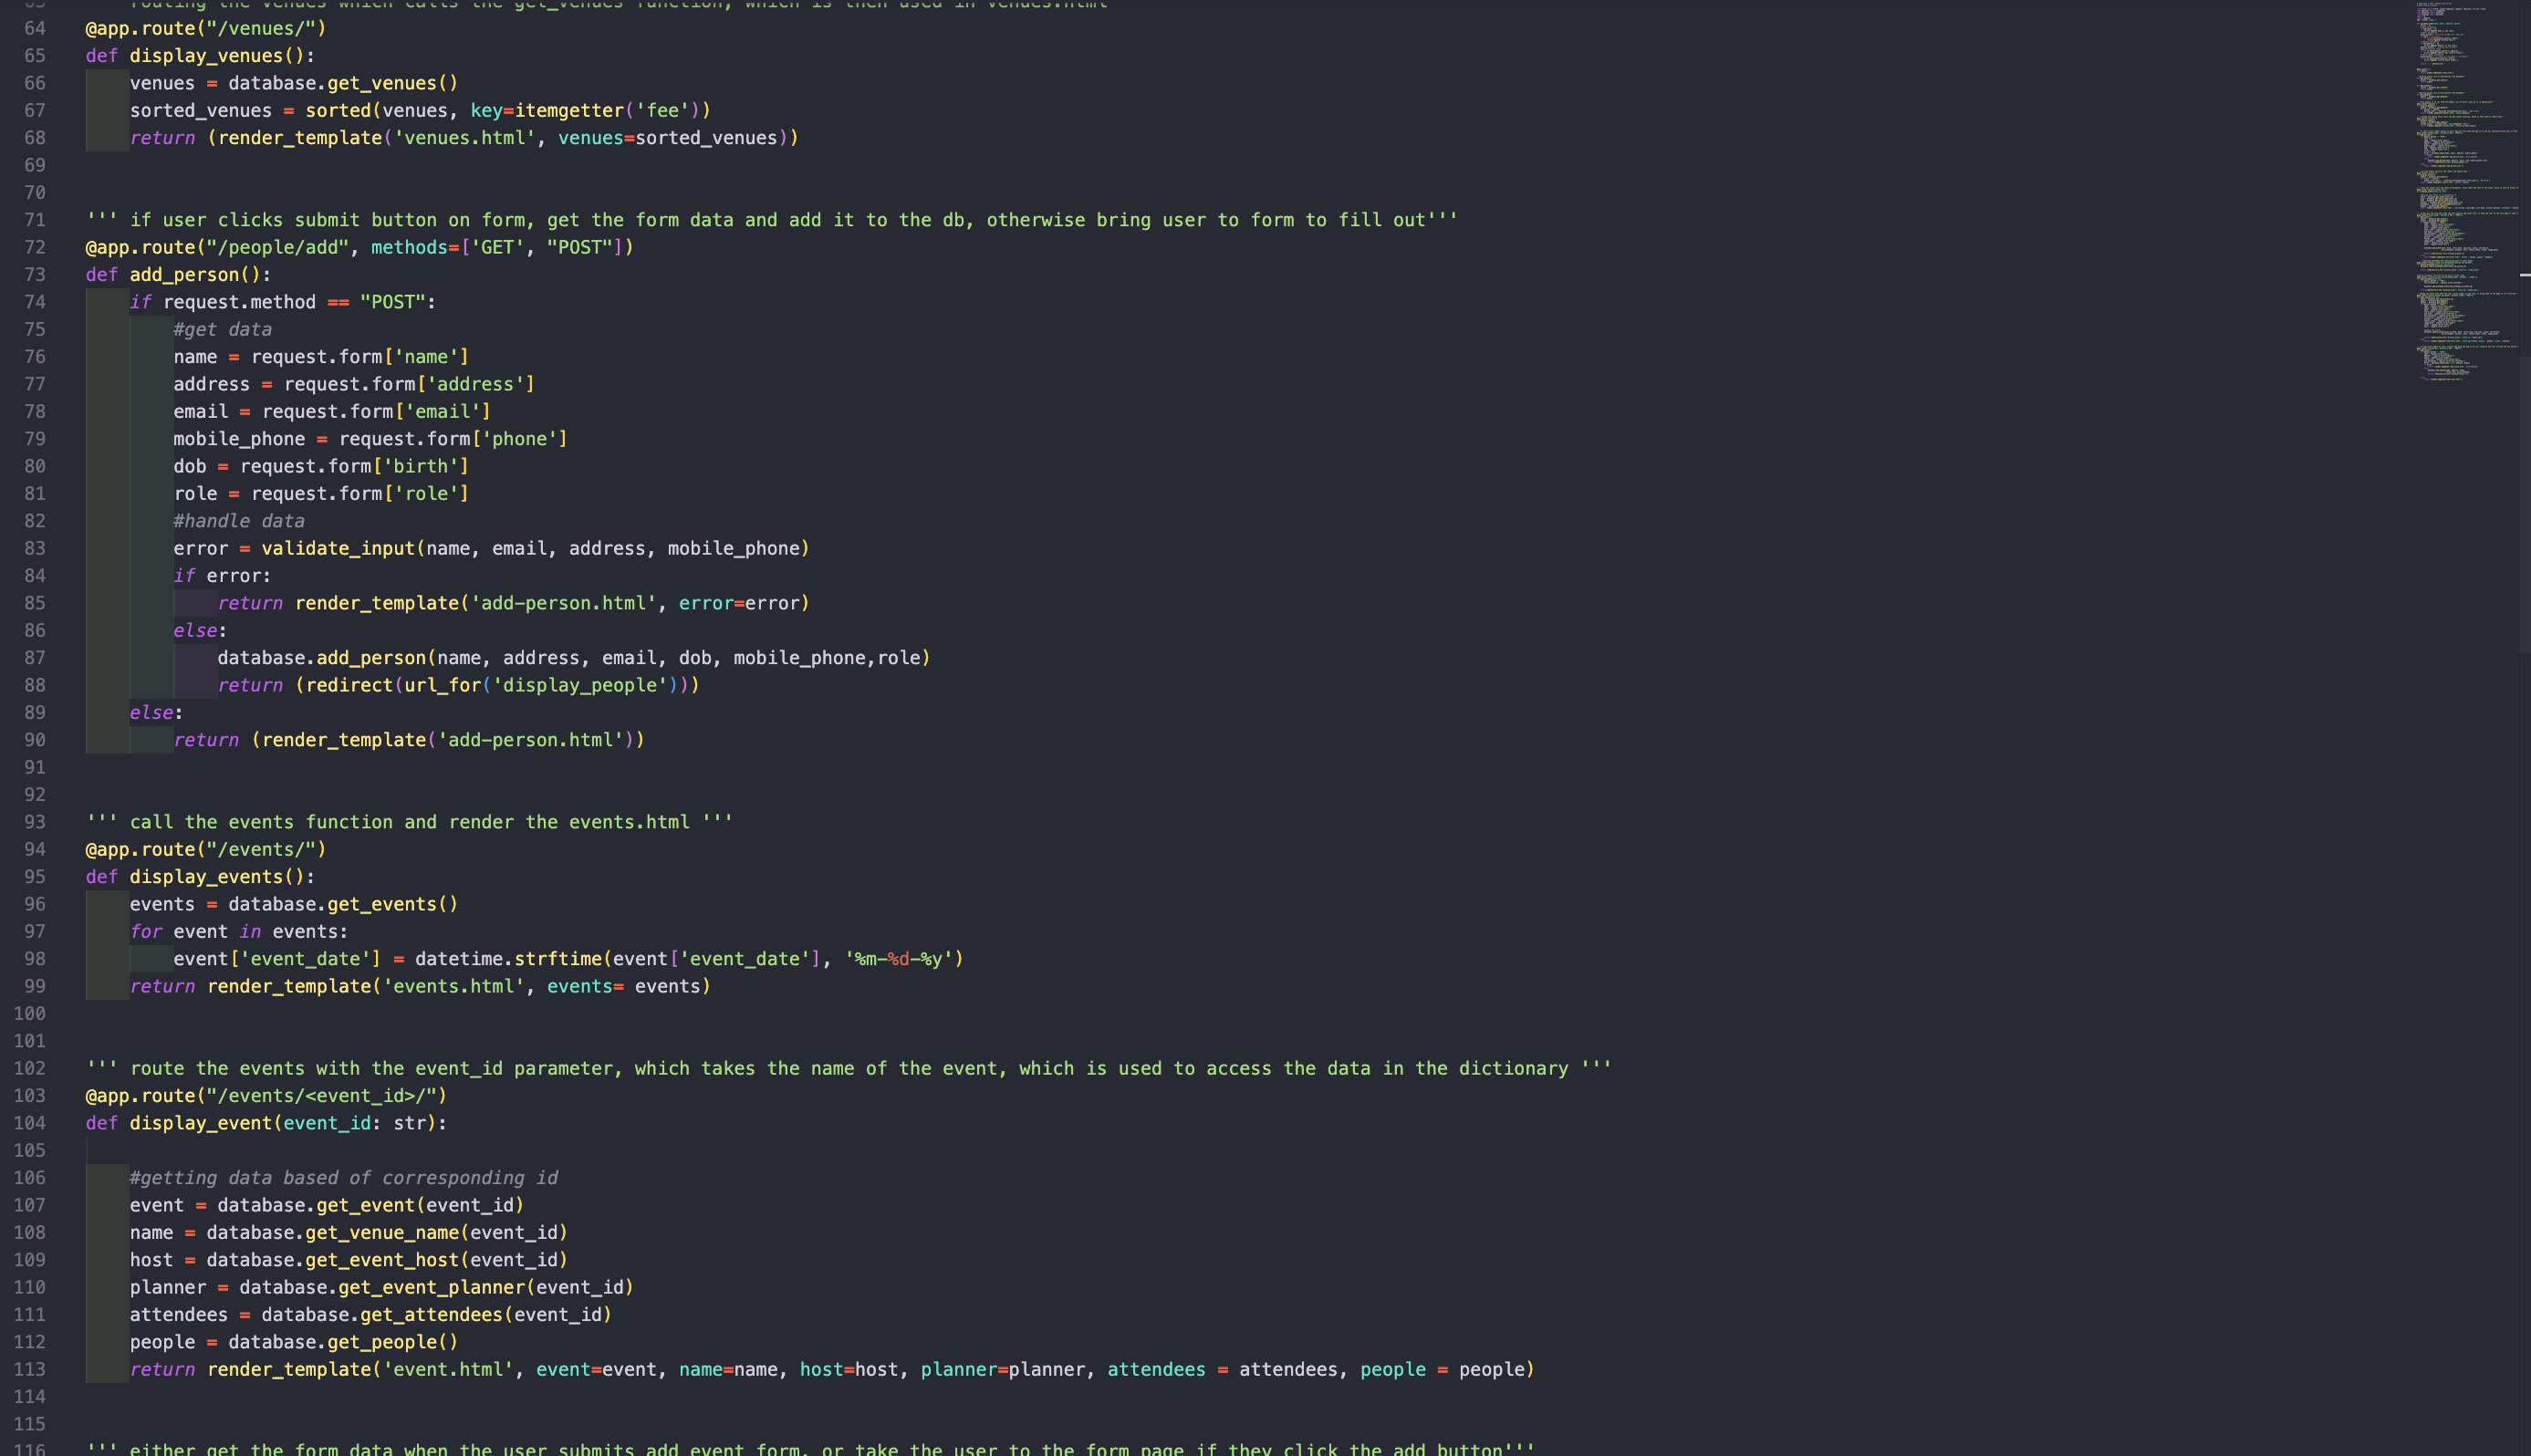 routing the venues which calls the get_venues function, which is then used in venues.html
64 @app.route("/venues/")
65 def display_venues():
66     venues = database.get_venues()
67     sorted_venues = sorted(venues, key=itemgetter('fee'))
68     return (render_template('venues.html', venues=sorted_venues))
69
70
71 ''' if user clicks submit button on form, get the form data and add it to the db, otherwise bring user to form to fill out'''
72 @app.route("/people/add", methods=['GET', "POST"])
73 def add_person():
74     if request.method == "POST":
75         #get data
76         name = request.form['name']
77         address = request.form['address']
78         email = request.form['email']
79         mobile_phone = request.form['phone']
80         dob = request.form['birth']
81         role = request.form['role']
82         #handle data
83         error = validate_input(name, email, address, mobile_phone)
84         if error:
85             return render_template('add-person.html', error=error)
86         else:
87             database.add_person(name, address, email, dob, mobile_phone,role)
88             return (redirect(url_for('display_people')))
89     else:
90         return (render_template('add-person.html'))
91
92
93 ''' call the events function and render the events.html '''
94 @app.route("/events/")
95 def display_events():
96     events = database.get_events()
97     for event in events:
98         event['event_date'] = datetime.strftime(event['event_date'], '%m-%d-%y')
99     return render_template('events.html', events= events)
100
101
102 ''' route the events with the event_id parameter, which takes the name of the event, which is used to access the data in the dictionary '''
103 @app.route("/events/<event_id>/")
104 def display_event(event_id: str):
105
106     #getting data based of corresponding id
107     event = database.get_event(event_id)
108     name = database.get_venue_name(event_id)
109     host = database.get_event_host(event_id)
110     planner = database.get_event_planner(event_id)
111     attendees = database.get_attendees(event_id)
112     people = database.get_people()
113     return render_template('event.html', event=event, name=name, host=host, planner=planner, attendees = attendees, people = people)
114
115
116 ''' either get the form data when the user submits add event form, or take the user to the form page if they click the add button'''